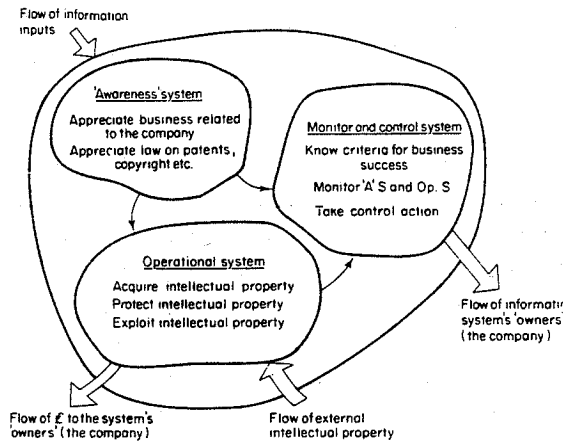 Flow of information
inputs
'Awareness' system
Appreciate business related
to the company
Appreciate law on patents,
copyright etc.
Monitor and control system
Know criteria for business
success
Monitor 'A' S and Op. S
Take control action
Operational system
Acquire intellectual property
Protect intellectual property
Exploit intellectual property
Flow of
system's 'owners'
(the company)
Flow of £ to the system's
'owners' (the company)
Flow of external
intellectual property